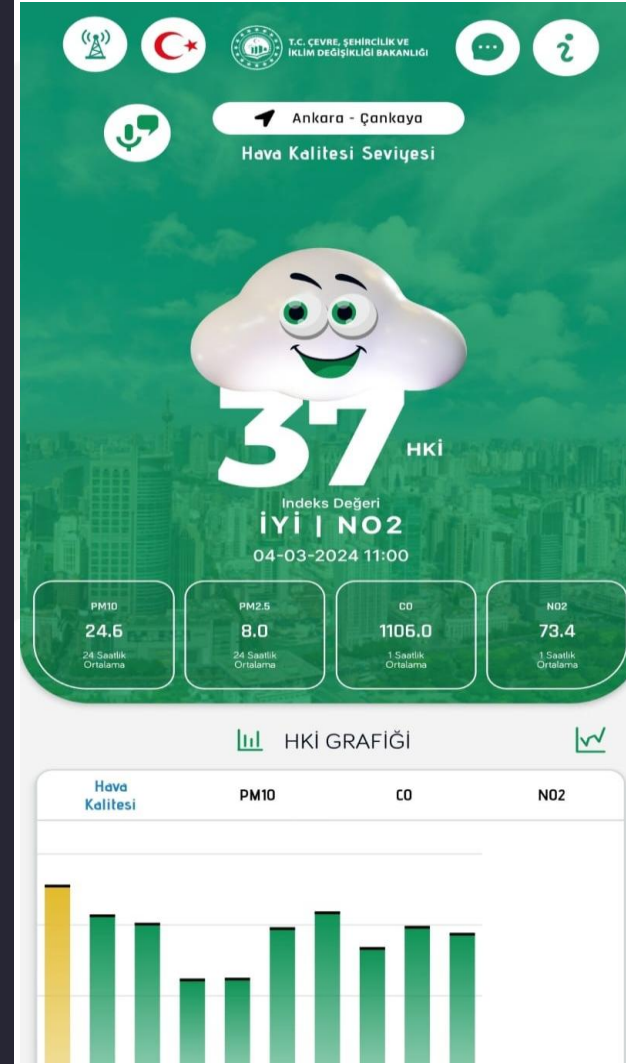 T.C. ÇEVRE, ŞEHİRCİLİK VE
İKLİM DEĞİŞİKLİĞİ BAKANLIĞI
Ankara - Çankaya
Hava Kalitesi Seviyesi
37 HKİ
Indeks Değeri
İYİ | NO2
04-03-2024 11:00
PM10
24.6
24 Saatlik
Ortalama
PM2.5
8.0
24 Saatlik
Ortalama
CO
1106.0
1 Saatlik
Ortalama
NO2
73.4
1 Saatlik
Ortalama
HKİ GRAFİĞİ
Hava
Kalitesi
PM10
CO
NO2